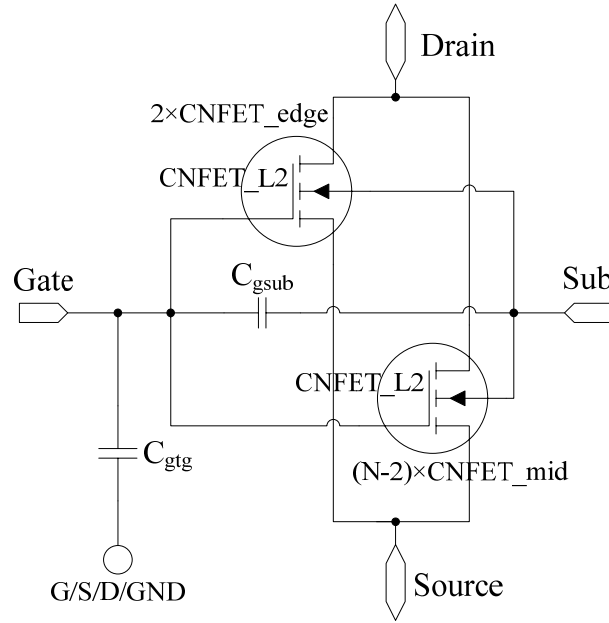 Drain
2×CNFET_edge
CNFET_L2
Gate
C_gsub
Sub
CNFET_L2
C_gtg
(N-2)×CNFET_mid
G/S/D/GND
Source